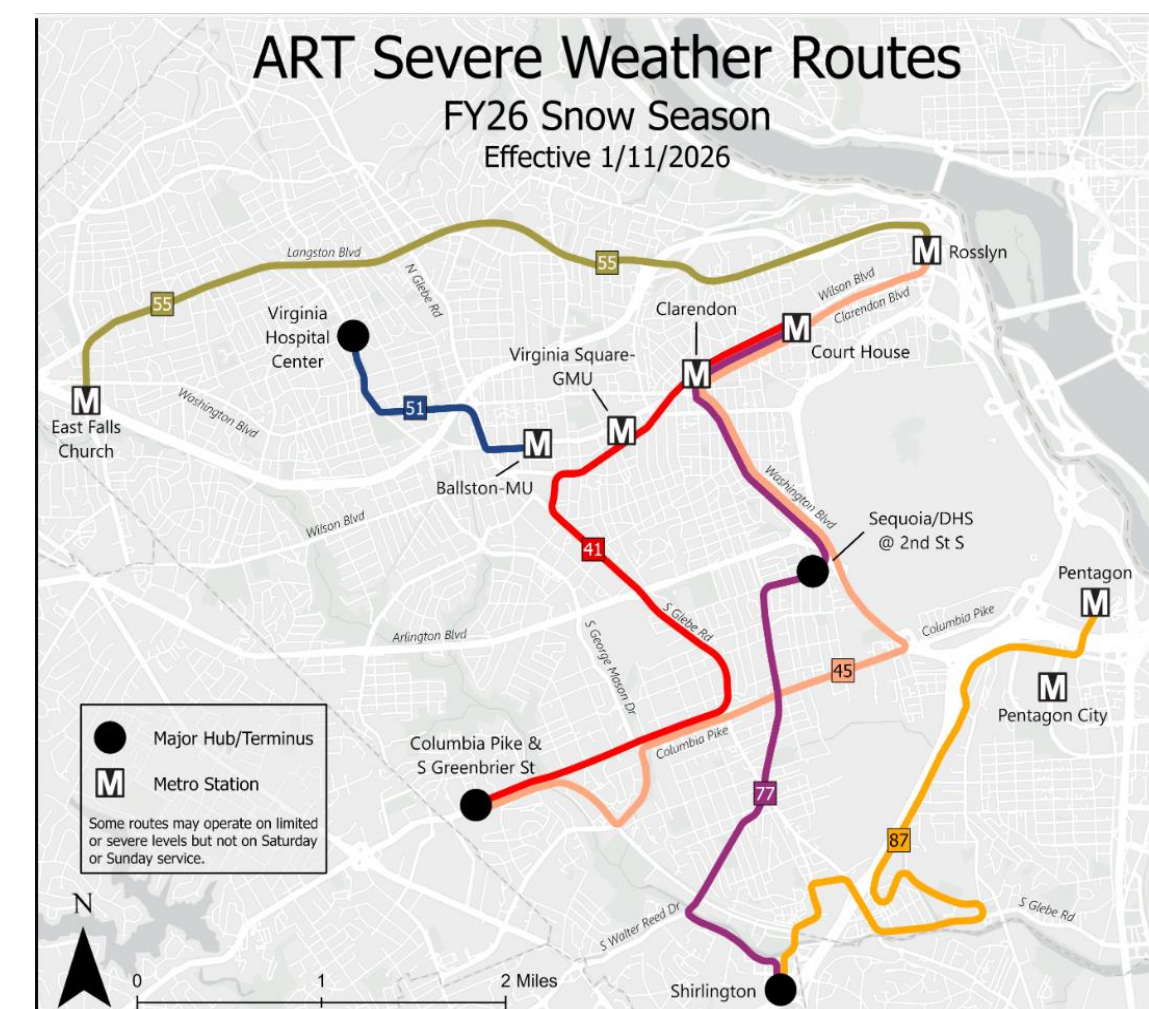 ART Severe Weather Routes
FY26 Snow Season
Effective 1/11/2026
Langston Blvd
55
55
N Glebe Rd
Rosslyn
Wilson Blvd
Clarendon Blvd
Clarendon
Court House
Virginia
Hospital
Center
Virginia Square-
GMU
51
East Falls
Church
Washington Blvd
Ballston-MU
Wilson Blvd
Washington Blvd
Sequoia/DHS
@ 2nd St S
41
Pentagon
S Glebe Rd
Columbia Pike
Arlington Blvd
S George Mason Dr
45
Pentagon City
Columbia Pike &
S Greenbrier St
Columbia Pike
77
87
S Glebe Rd
S Walter Reed Dr
Shirlington
M Major Hub/Terminus
M Metro Station
Some routes may operate on limited
or severe levels but not on Saturday
or Sunday service.
N
0 1 2 Miles